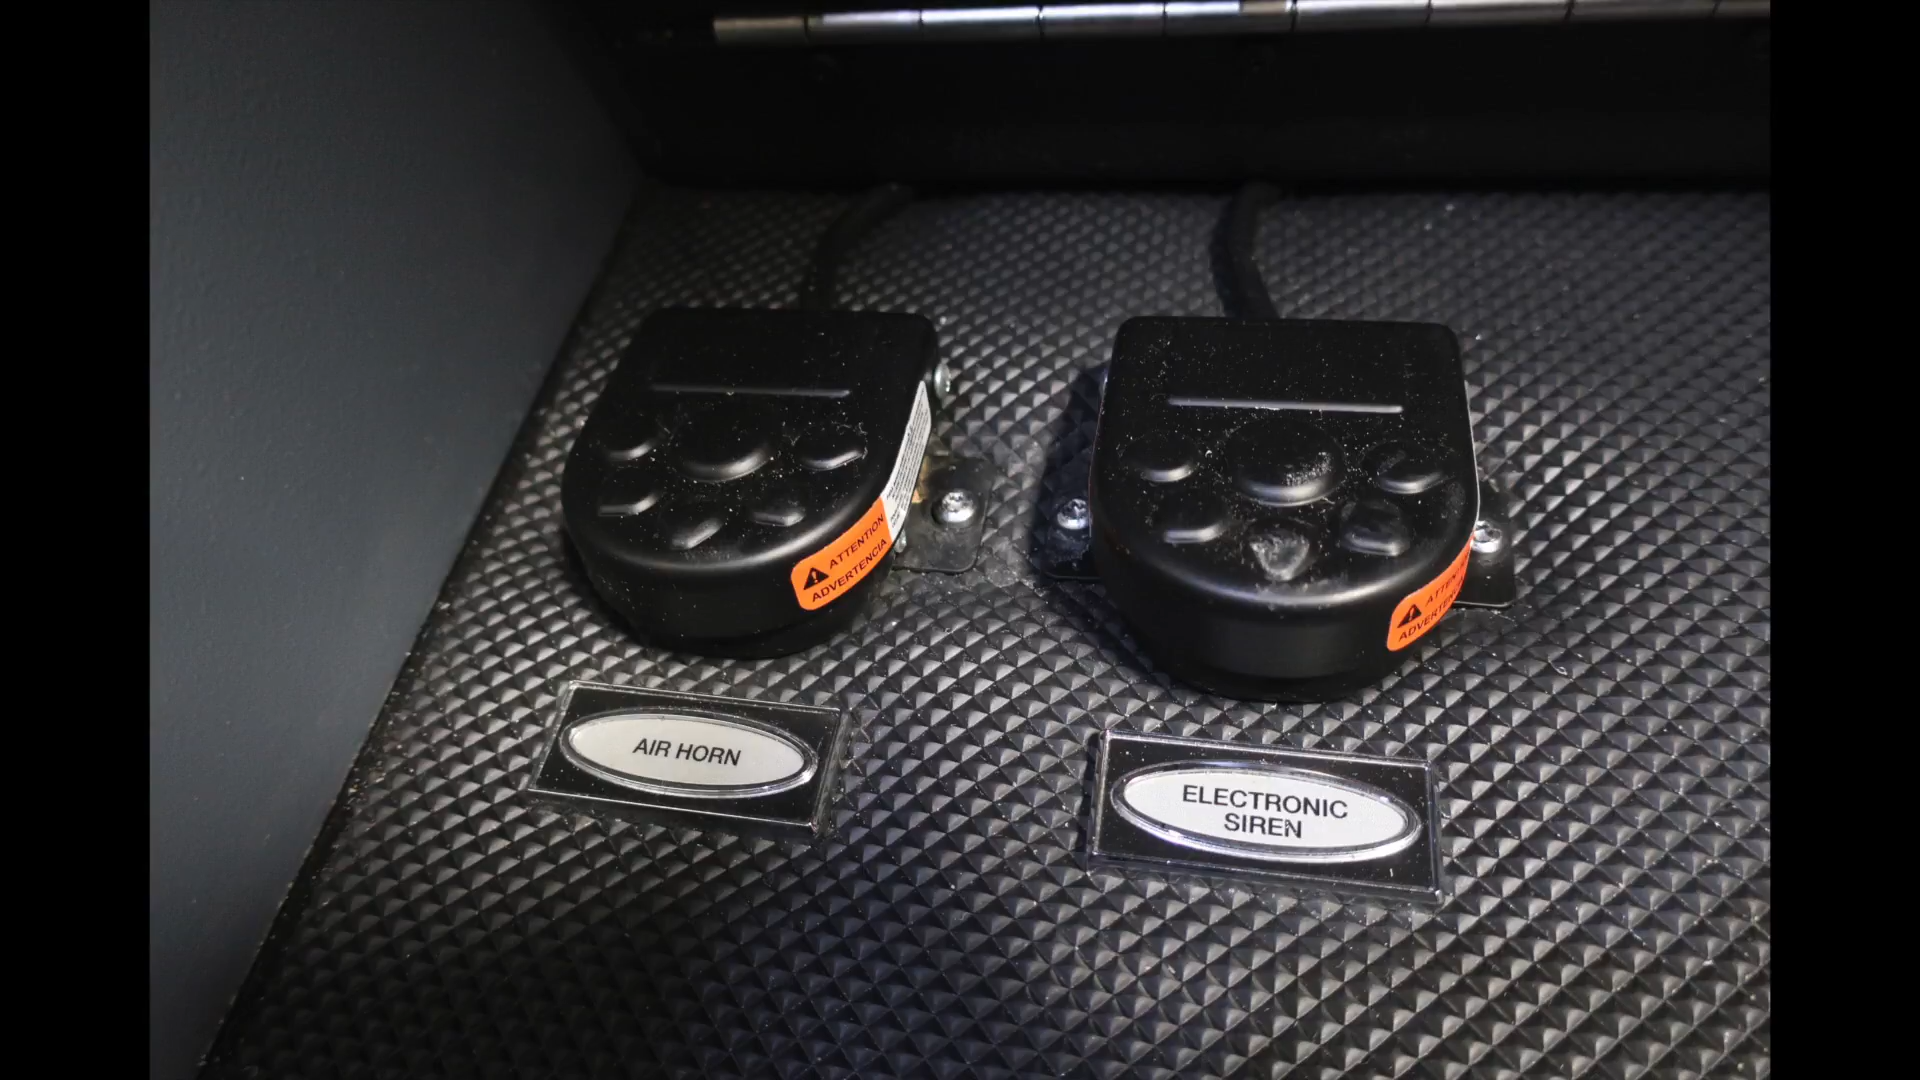 ATTENTION
ADVERTENCIA
AIR HORN
ELECTRONIC
SIREN